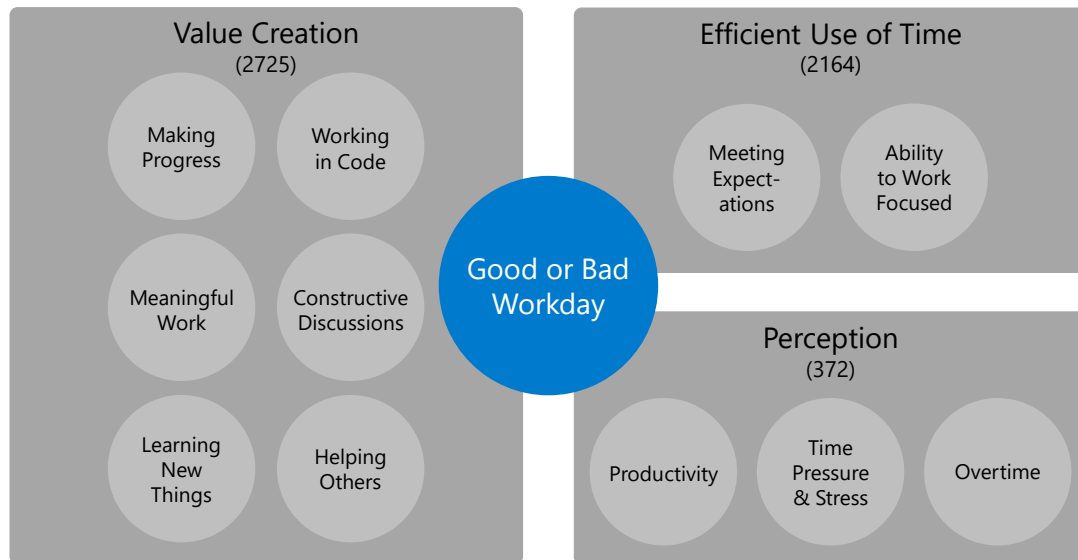 Value Creation
(2725)
Making
Progress
Working
in Code
Meaningful
Work
Constructive
Discussions
Learning
New
Things
Helping
Others
Good or Bad
Workday
Efficient Use of Time
(2164)
Meeting
Expect-
ations
Ability
to Work
Focused
Perception
(372)
Productivity
Time
Pressure
& Stress
Overtime